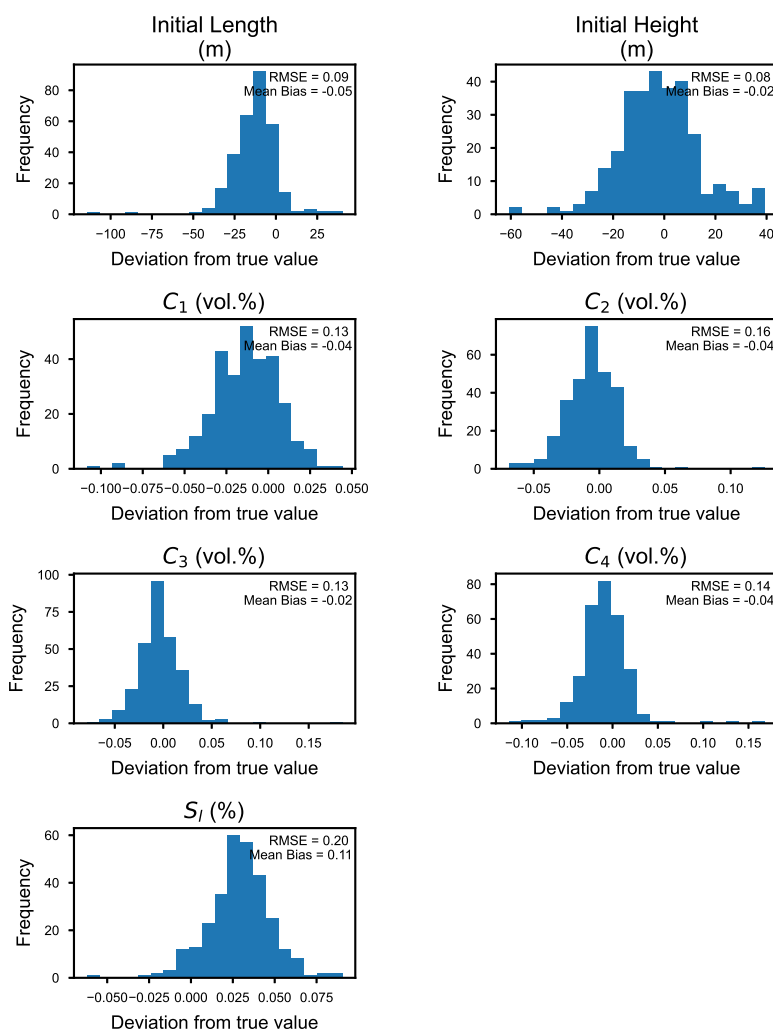 Initial Length
(m)
RMSE = 0.09
Mean Bias = -0.05
Frequency
80
60
40
20
0
−100 −75 −50 −25 0 25
Deviation from true value
Initial Height
(m)
RMSE = 0.08
Mean Bias = -0.02
Frequency
40
30
20
10
0
−60 −40 −20 0 20 40
Deviation from true value
C1 (vol.%)
RMSE = 0.13
Mean Bias = -0.04
Frequency
40
20
0
−0.100 −0.075 −0.050 −0.025 0.000 0.025 0.050
Deviation from true value
C2 (vol.%)
RMSE = 0.16
Mean Bias = -0.04
Frequency
60
40
20
0
−0.05 0.00 0.05 0.10
Deviation from true value
C3 (vol.%)
RMSE = 0.13
Mean Bias = -0.02
Frequency
100
75
50
25
0
−0.05 0.00 0.05 0.10 0.15
Deviation from true value
C4 (vol.%)
RMSE = 0.14
Mean Bias = -0.04
Frequency
80
60
40
20
0
−0.10 −0.05 0.00 0.05 0.10 0.15
Deviation from true value
Sl (%)
RMSE = 0.20
Mean Bias = 0.11
Frequency
60
40
20
0
−0.050 −0.025 0.000 0.025 0.050 0.075
Deviation from true value